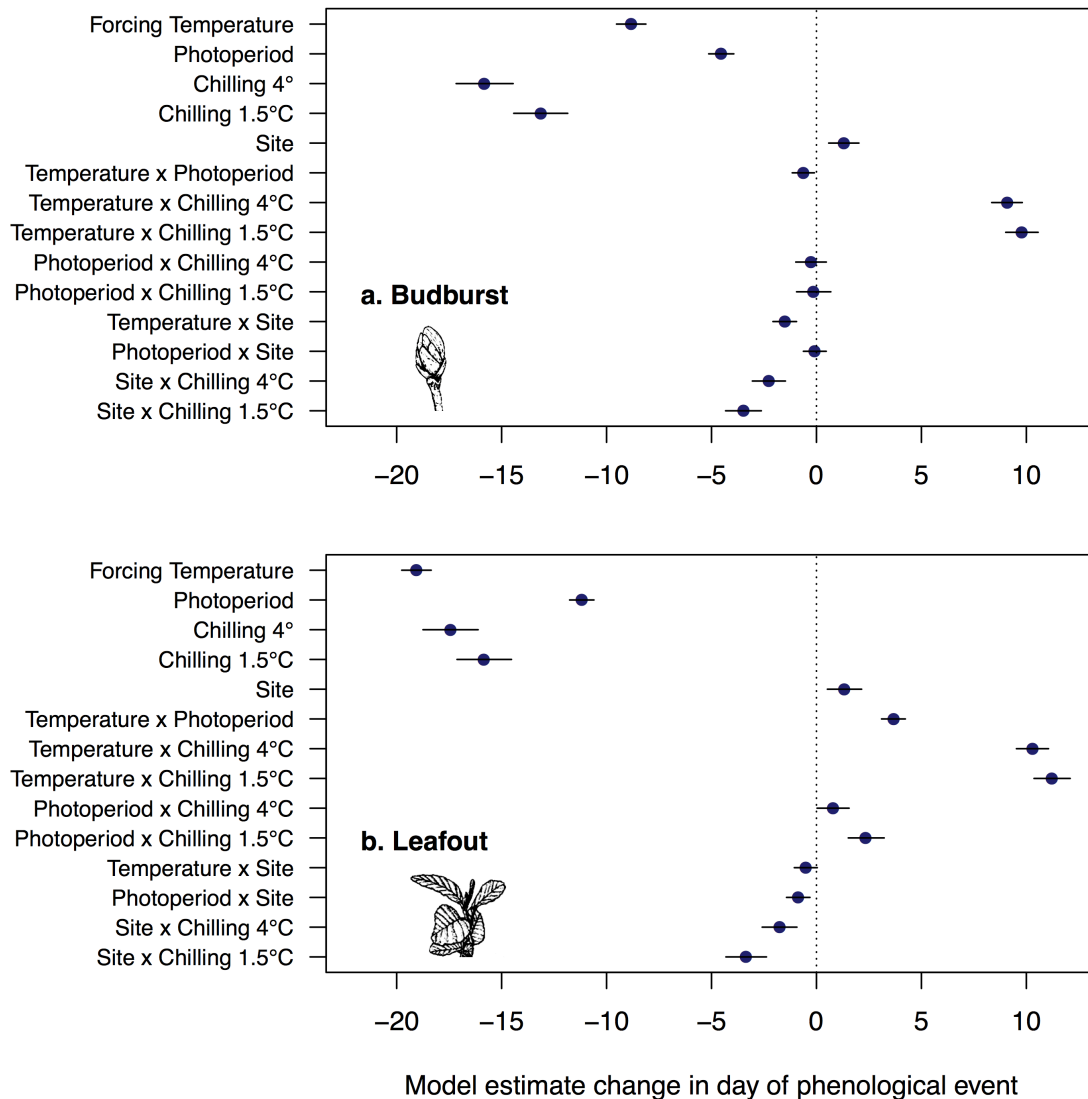 Forcing Temperature
Photoperiod
Chilling 4°
Chilling 1.5°C
Site
Temperature x Photoperiod
Temperature x Chilling 4°C
Temperature x Chilling 1.5°C
Photoperiod x Chilling 4°C
Photoperiod x Chilling 1.5°C
a. Budburst
Temperature x Site
Photoperiod x Site
Site x Chilling 4°C
Site x Chilling 1.5°C
−20 −15 −10 −5 0 5 10
Forcing Temperature
Photoperiod
Chilling 4°
Chilling 1.5°C
Site
Temperature x Photoperiod
Temperature x Chilling 4°C
Temperature x Chilling 1.5°C
Photoperiod x Chilling 4°C
Photoperiod x Chilling 1.5°C
b. Leafout
Temperature x Site
Photoperiod x Site
Site x Chilling 4°C
Site x Chilling 1.5°C
−20 −15 −10 −5 0 5 10
Model estimate change in day of phenological event